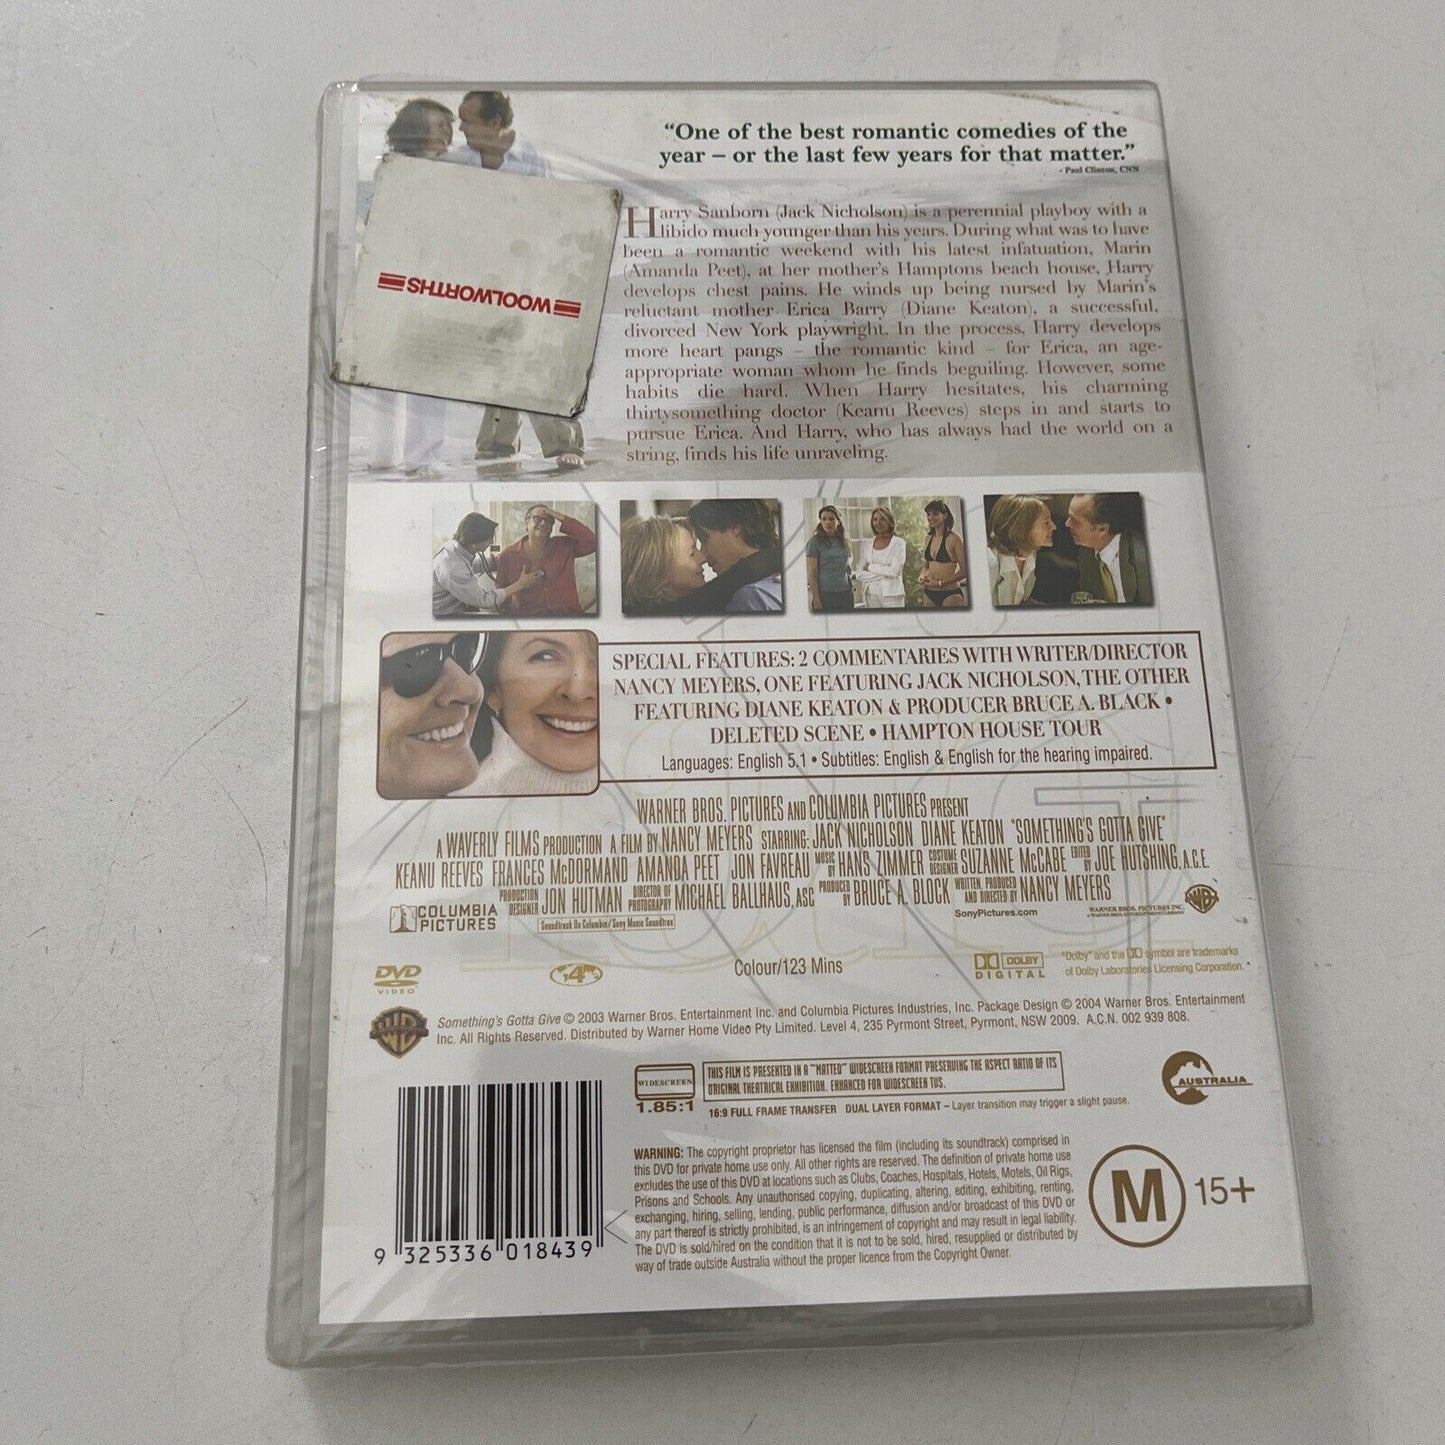 "One of the best romantic comedies of the
year – or the last few years for that matter."
- Paul Clinton, CNN
WOOLWORTHS
Harry Sanborn (Jack Nicholson) is a perennial playboy with a
libido much younger than his years. During what was to have
been a romantic weekend with his latest infatuation, Marin
(Amanda Peet), at her mother's Hamptons beach house, Harry
develops chest pains. He winds up being nursed by Marin's
reluctant mother Erica Barry (Diane Keaton), a successful,
divorced New York playwright. In the process, Harry develops
more heart pangs – the romantic kind – for Erica, an age-
appropriate woman whom he finds beguiling. However, some
habits die hard. When Harry hesitates, his charming
thirtysomething doctor (Keanu Reeves) steps in and starts to
pursue Erica. And Harry, who has always had the world on a
string, finds his life unraveling.
SPECIAL FEATURES: 2 COMMENTARIES WITH WRITER/DIRECTOR
NANCY MEYERS, ONE FEATURING JACK NICHOLSON, THE OTHER
FEATURING DIANE KEATON & PRODUCER BRUCE A. BLACK •
DELETED SCENE • HAMPTON HOUSE TOUR
Languages: English 5.1 • Subtitles: English & English for the hearing impaired.
WARNER BROS. PICTURES AND COLUMBIA PICTURES PRESENT
A WAVERLY FILMS PRODUCTION A FILM BY NANCY MEYERS STARRING: JACK NICHOLSON DIANE KEATON "SOMETHING'S GOTTA GIVE"
KEANU REEVES FRANCES McDORMAND AMANDA PEET JON FAVREAU MUSIC BY HANS ZIMMER COSTUME DESIGNER SUZANNE McCABE EDITED BY JOE HUTSHING, A.C.E.
PRODUCTION DESIGNER JON HUTMAN DIRECTOR OF PHOTOGRAPHY MICHAEL BALLHAUS, ASC PRODUCED BY BRUCE A. BLOCK WRITTEN, PRODUCED AND DIRECTED BY NANCY MEYERS
COLUMBIA PICTURES
Soundtrack On Columbia/Sony Music Soundtrax
SonyPictures.com
WARNER BROS. PICTURES INC.
A WARNER BROS. ENTERTAINMENT COMPANY
WB
DVD VIDEO
4
Colour/123 Mins
DOLBY DIGITAL
"Dolby" and the symbol are trademarks
of Dolby Laboratories Licensing Corporation.
WB
Something's Gotta Give © 2003 Warner Bros. Entertainment Inc. and Columbia Pictures Industries, Inc. Package Design © 2004 Warner Bros. Entertainment
Inc. All Rights Reserved. Distributed by Warner Home Video Pty Limited. Level 4, 235 Pyrmont Street, Pyrmont, NSW 2009. A.C.N. 002 939 808.
WIDESCREEN
1.85:1
THIS FILM IS PRESENTED IN A "MATTED" WIDESCREEN FORMAT PRESERVING THE ASPECT RATIO OF ITS
ORIGINAL THEATRICAL EXHIBITION. ENHANCED FOR WIDESCREEN TVS.
16:9 FULL FRAME TRANSFER DUAL LAYER FORMAT – Layer transition may trigger a slight pause.
AUSTRALIA
WARNING: The copyright proprietor has licensed the film (including its soundtrack) comprised in
this DVD for private home use only. All other rights are reserved. The definition of private home use
excludes the use of this DVD at locations such as Clubs, Coaches, Hospitals, Hotels, Motels, Oil Rigs,
Prisons and Schools. Any unauthorised copying, duplicating, altering, editing, exhibiting, renting,
exchanging, hiring, selling, lending, public performance, diffusion and/or broadcast of this DVD or
any part thereof is strictly prohibited, is an infringement of copyright and may result in legal liability.
The DVD is sold/hired on the condition that it is not to be sold, hired, resupplied or distributed by
way of trade outside Australia without the proper licence from the Copyright Owner.
M 15+
9 325336 018439